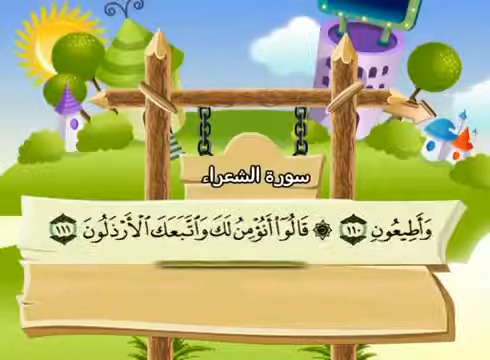 سورة الشعراء
وَأَطِيعُونِ ١١٠ ۞ قَالُوٓا۟ أَنُؤْمِنُ لَكَ وَٱتَّبَعَكَ ٱلْأَرْذَلُونَ ١١١